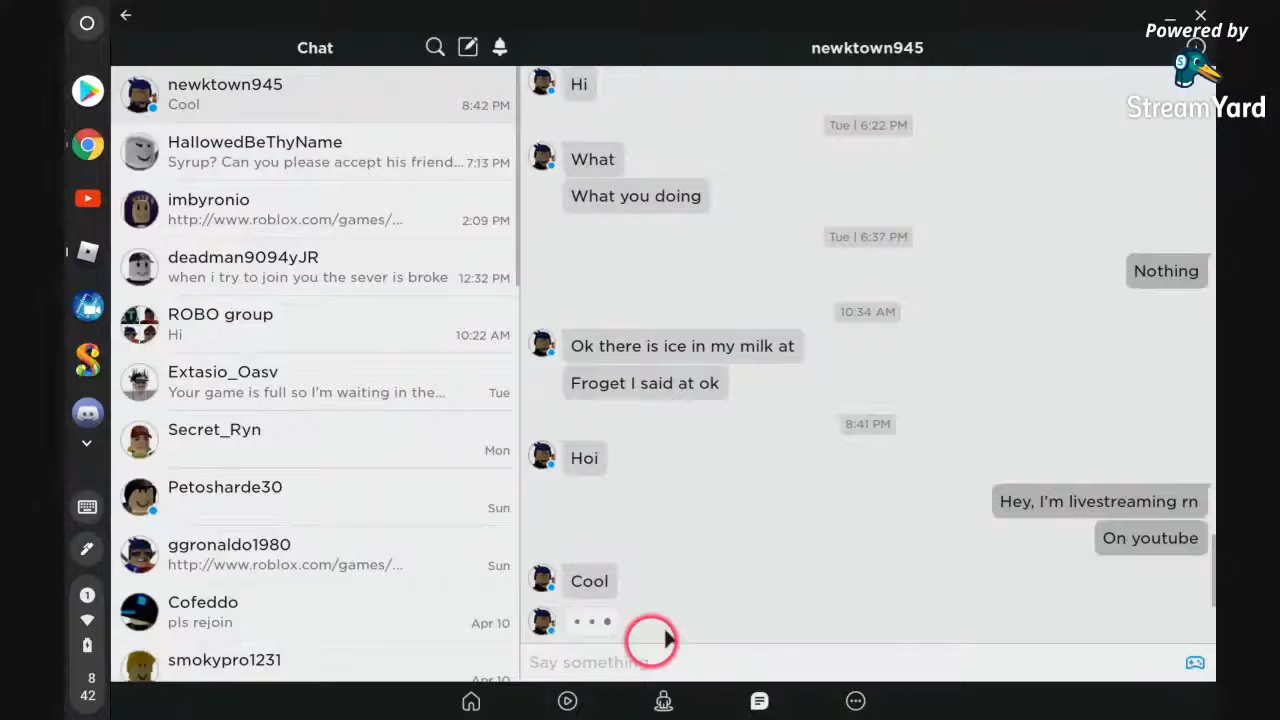 Powered by
StreamYard
Chat
newktown945
newktown945
Cool
8:42 PM
HallowedBeThyName
Syrup? Can you please accept his friend...
7:13 PM
imbyronio
http://www.roblox.com/games/...
2:09 PM
deadman9094yJR
when i try to join you the sever is broke
12:32 PM
ROBO group
Hi
10:22 AM
Extasio_Oasv
Your game is full so I'm waiting in the...
Tue
Secret_Ryn
Mon
Petosharde30
Sun
ggronaldo1980
http://www.roblox.com/games/...
Sun
Cofeddo
pls rejoin
Apr 10
smokypro1231
Apr 10
Hi
Tue | 6:22 PM
What
What you doing
Tue | 6:37 PM
Nothing
10:34 AM
Ok there is ice in my milk at
Froget I said at ok
8:41 PM
Hoi
Hey, I'm livestreaming rn
On youtube
Cool
Say something
1
8
42